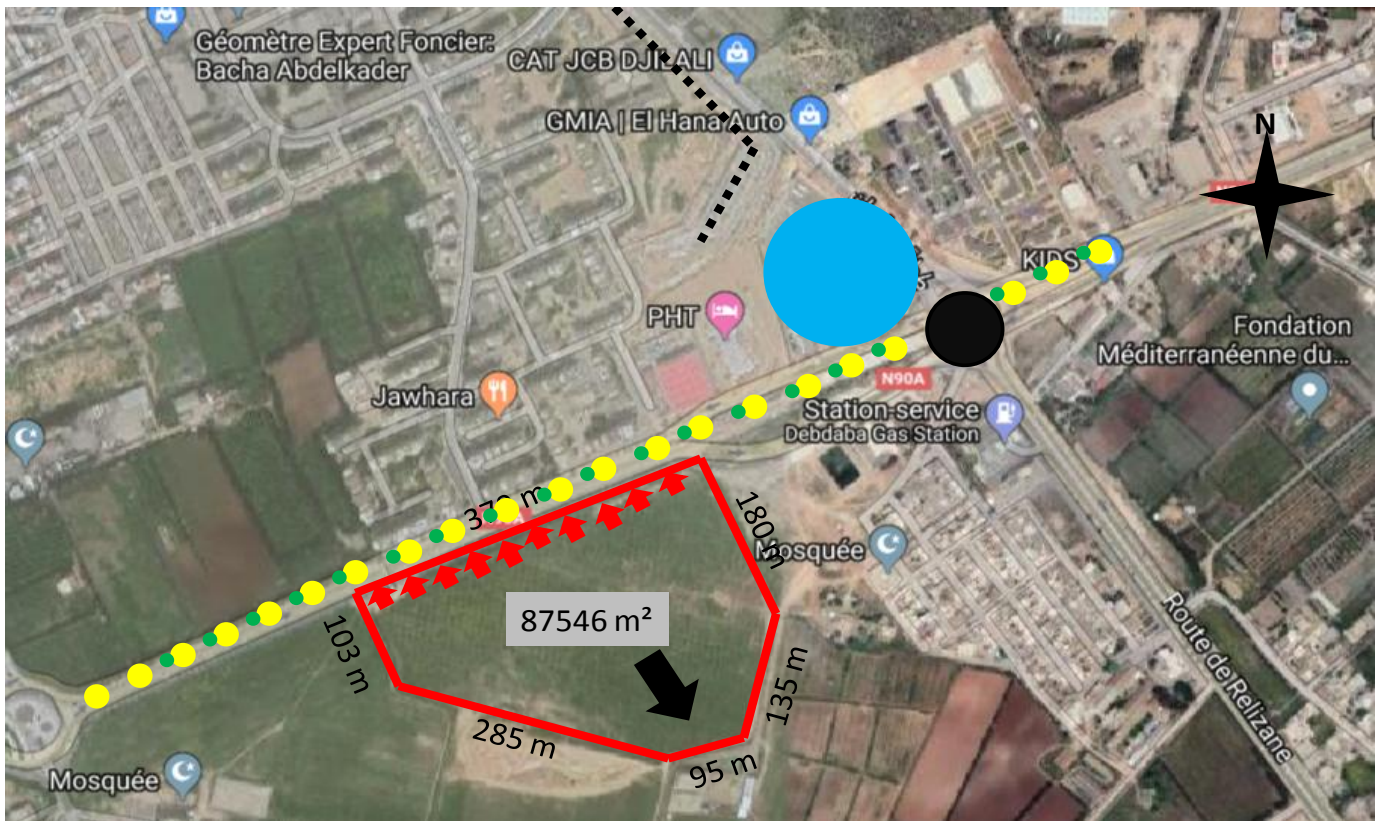 Géomètre Expert Foncier:
Bacha Abdelkader
CAT JCB DJILALI
GMIA | El Hana Auto
N
KIDS
PHT
Fondation
Méditerranéenne du...
N90A
Jawhara
Station-service
Debdaba Gas Station
180 m
Mosquée
87546 m²
103 m
135 m
Route de Relizane
285 m
95 m
Mosquée